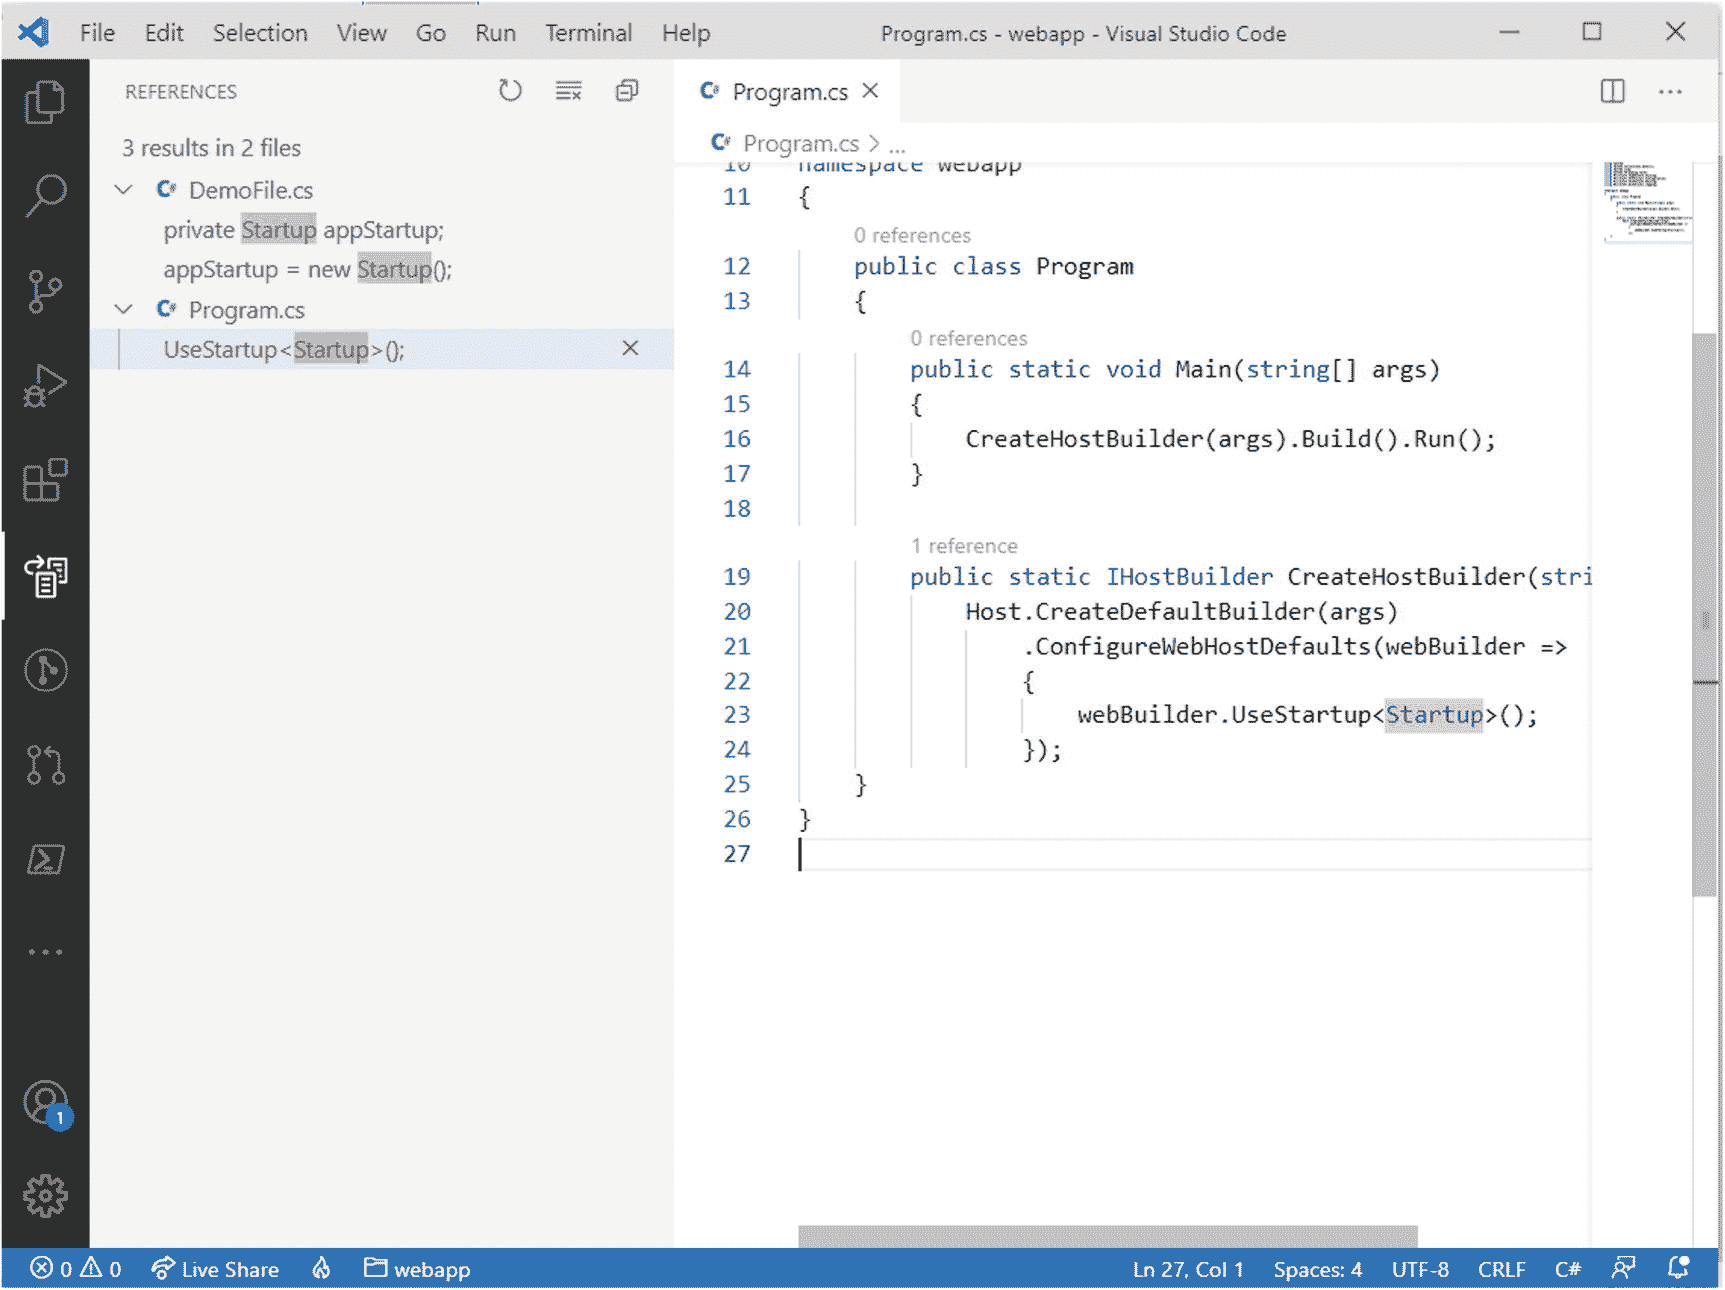 File Edit Selection View Go Run Terminal Help
Program.cs - webapp - Visual Studio Code
REFERENCES
3 results in 2 files
DemoFile.cs
private Startup appStartup;
appStartup = new Startup();
Program.cs
UseStartup<Startup>();
Program.cs
Program.cs > ...
10 namespace webapp
11 {
0 references
12 public class Program
13 {
0 references
14 public static void Main(string[] args)
15 {
16 CreateHostBuilder(args).Build().Run();
17 }
18
1 reference
19 public static IHostBuilder CreateHostBuilder(stri
20 Host.CreateDefaultBuilder(args)
21 .ConfigureWebHostDefaults(webBuilder =>
22 {
23 webBuilder.UseStartup<Startup>();
24 });
25 }
26 }
27
1
0 0 Live Share webapp Ln 27, Col 1 Spaces: 4 UTF-8 CRLF C#